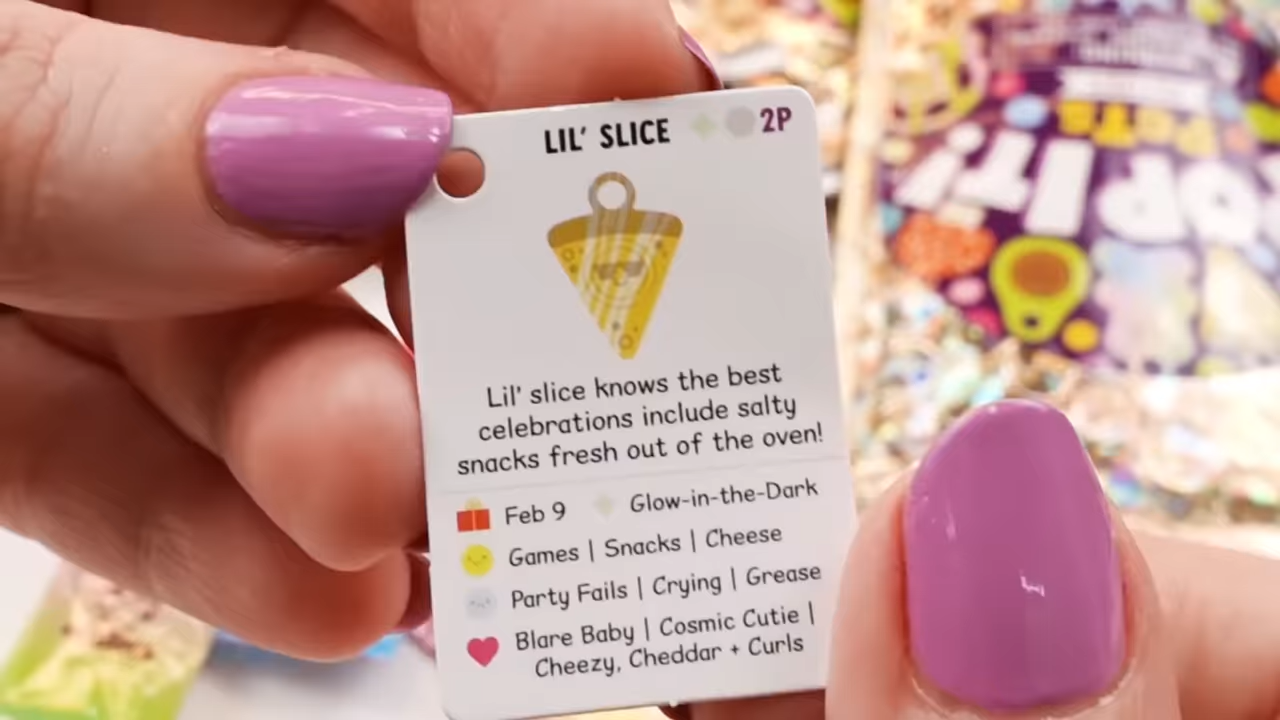 LIL' SLICE 2P
Lil' slice knows the best
celebrations include salty
snacks fresh out of the oven!
Feb 9 Glow-in-the-Dark
Games | Snacks | Cheese
Party Fails | Crying | Grease
Blare Baby | Cosmic Cutie |
Cheezy, Cheddar + Curls
PETS